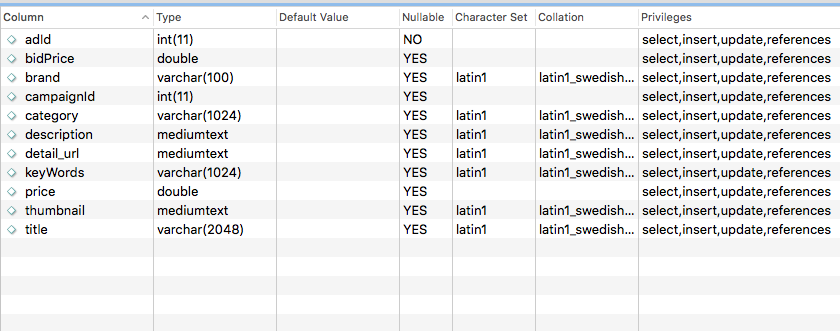 Column Type Default Value Nullable Character Set Collation Privileges
adId int(11) NO select,insert,update,references
bidPrice double YES select,insert,update,references
brand varchar(100) YES latin1 latin1_swedish... select,insert,update,references
campaignId int(11) YES select,insert,update,references
category varchar(1024) YES latin1 latin1_swedish... select,insert,update,references
description mediumtext YES latin1 latin1_swedish... select,insert,update,references
detail_url mediumtext YES latin1 latin1_swedish... select,insert,update,references
keyWords varchar(1024) YES latin1 latin1_swedish... select,insert,update,references
price double YES select,insert,update,references
thumbnail mediumtext YES latin1 latin1_swedish... select,insert,update,references
title varchar(2048) YES latin1 latin1_swedish... select,insert,update,references